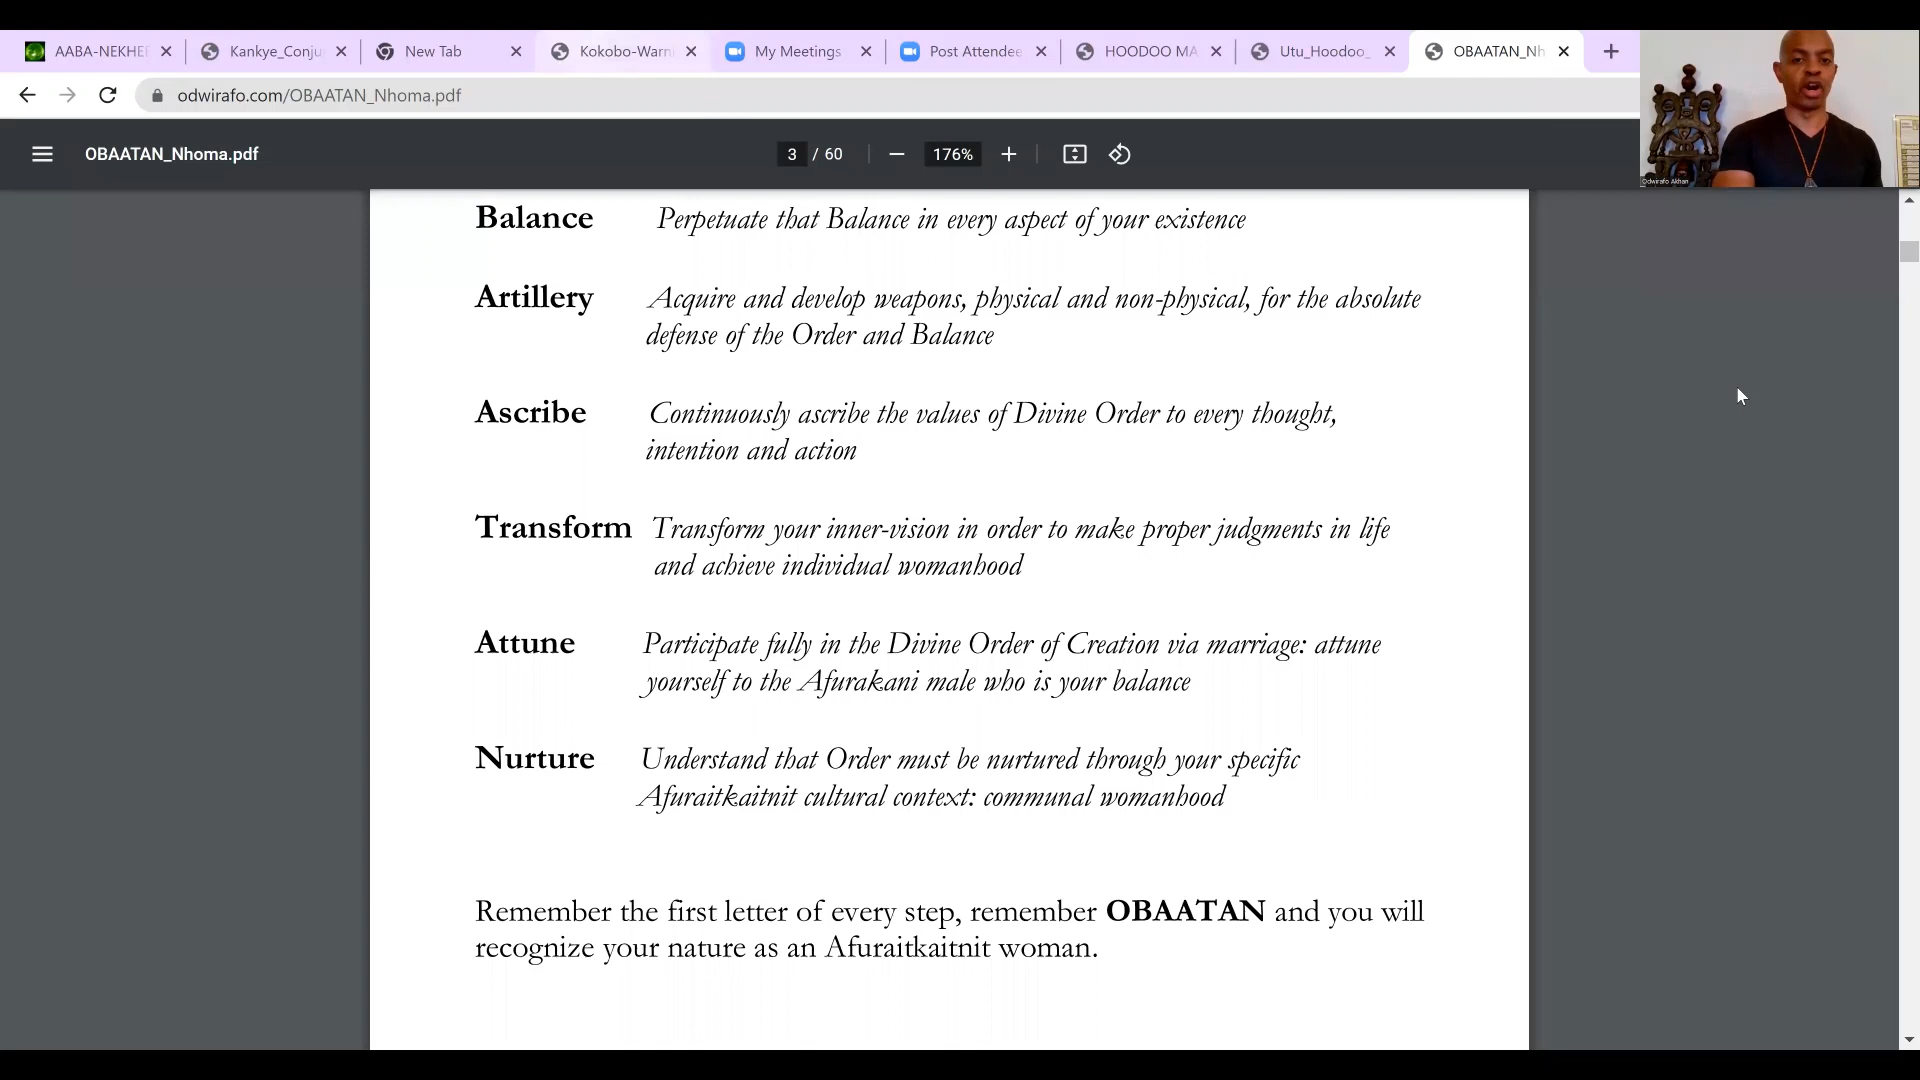 AABA-NEKHEB
Kankye_Conju
New Tab
Kokobo-Warni
My Meetings
Post Attendee
HOODOO MA
Utu_Hoodoo_
OBAATAN_Nh
odwirafo.com/OBAATAN_Nhoma.pdf
OBAATAN_Nhoma.pdf
3 / 60
176%
Odwirafo Akhan
Balance Perpetuate that Balance in every aspect of your existence
Artillery Acquire and develop weapons, physical and non-physical, for the absolute
defense of the Order and Balance
Ascribe Continuously ascribe the values of Divine Order to every thought,
intention and action
Transform Transform your inner-vision in order to make proper judgments in life
and achieve individual womanhood
Attune Participate fully in the Divine Order of Creation via marriage: attune
yourself to the Afurakani male who is your balance
Nurture Understand that Order must be nurtured through your specific
Afuraitkaitnit cultural context: communal womanhood
Remember the first letter of every step, remember OBAATAN and you will
recognize your nature as an Afuraitkaitnit woman.